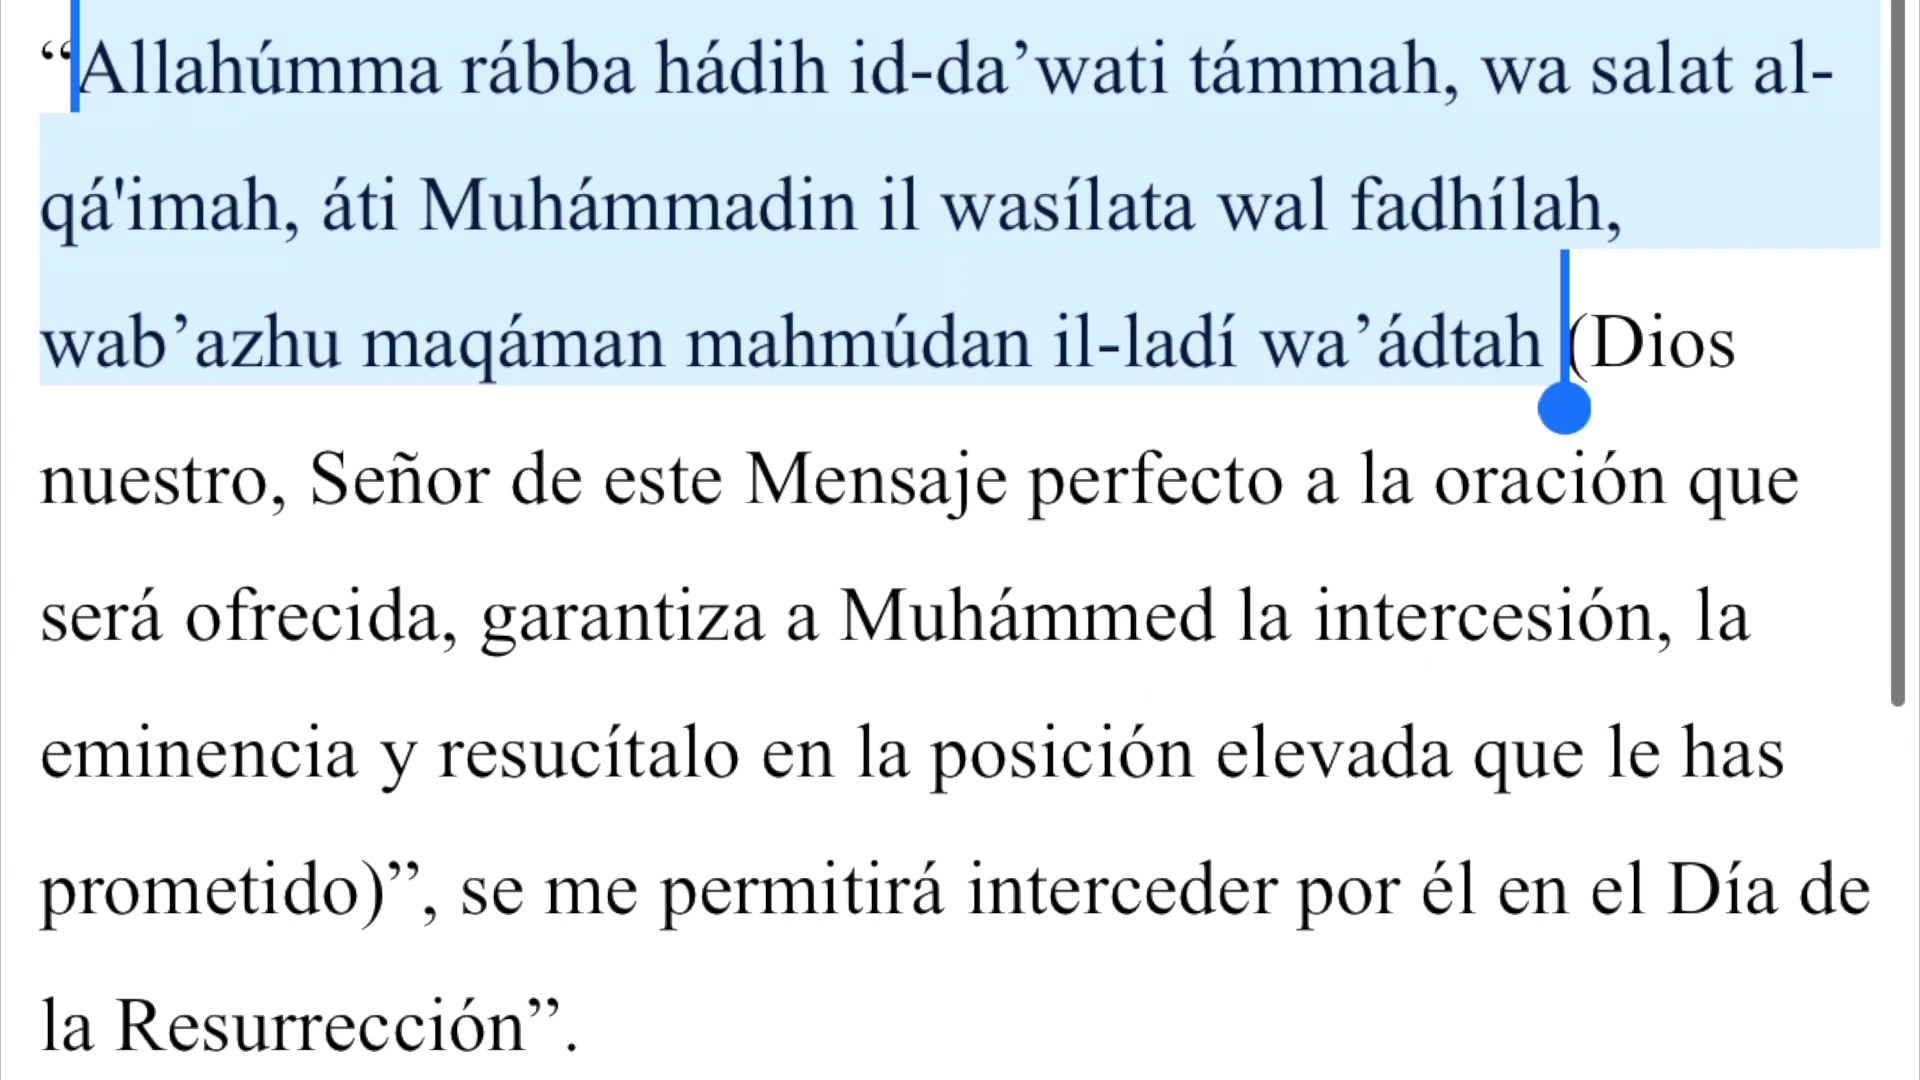 “Allahúmma rábba hádih id-da’wati támmah, wa salat al-
qá'imah, áti Muhámmadin il wasílata wal fadhílah,
wab’azhu maqáman mahmúdan il-ladí wa’ádtah (Dios
nuestro, Señor de este Mensaje perfecto a la oración que
será ofrecida, garantiza a Muhámmed la intercesión, la
eminencia y resucítalo en la posición elevada que le has
prometido)”, se me permitirá interceder por él en el Día de
la Resurrección”.